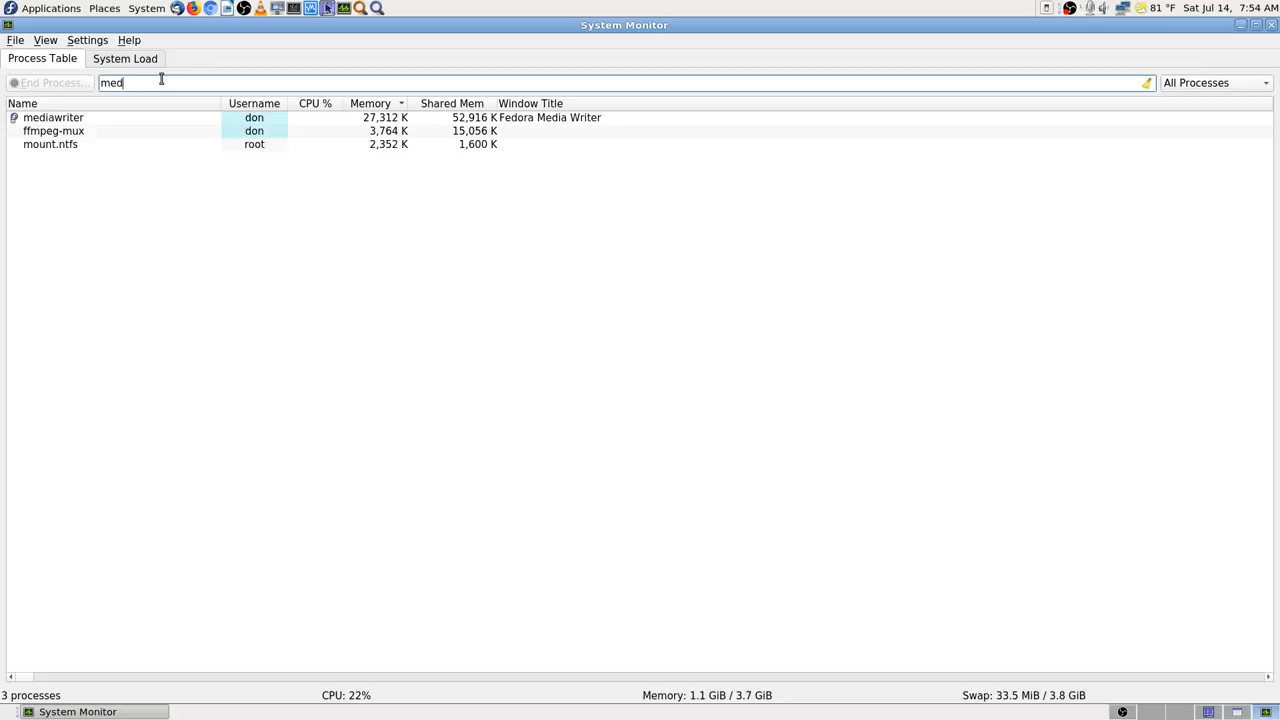 Applications Places System 81 °F Sat Jul 14, 7:54 AM
System Monitor
File View Settings Help
Process Table System Load
End Process... med All Processes
Name Username CPU % Memory Shared Mem Window Title
mediawriter don 27,312 K 52,916 K Fedora Media Writer
ffmpeg-mux don 3,764 K 15,056 K
mount.ntfs root 2,352 K 1,600 K
3 processes CPU: 22% Memory: 1.1 GiB / 3.7 GiB Swap: 33.5 MiB / 3.8 GiB
System Monitor